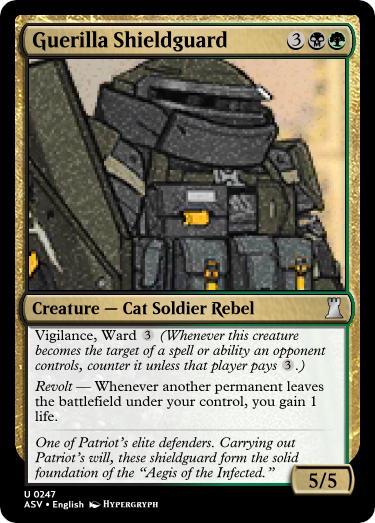 Guerilla Shieldguard 3
Creature — Cat Soldier Rebel
Vigilance, Ward 3 (Whenever this creature
becomes the target of a spell or ability an opponent
controls, counter it unless that player pays 3.)
Revolt — Whenever another permanent leaves
the battlefield under your control, you gain 1
life.
One of Patriot's elite defenders. Carrying out
Patriot's will, these shieldguard form the solid
foundation of the “Aegis of the Infected.”
5/5
U 0247
ASV • English HYPERGRYPH